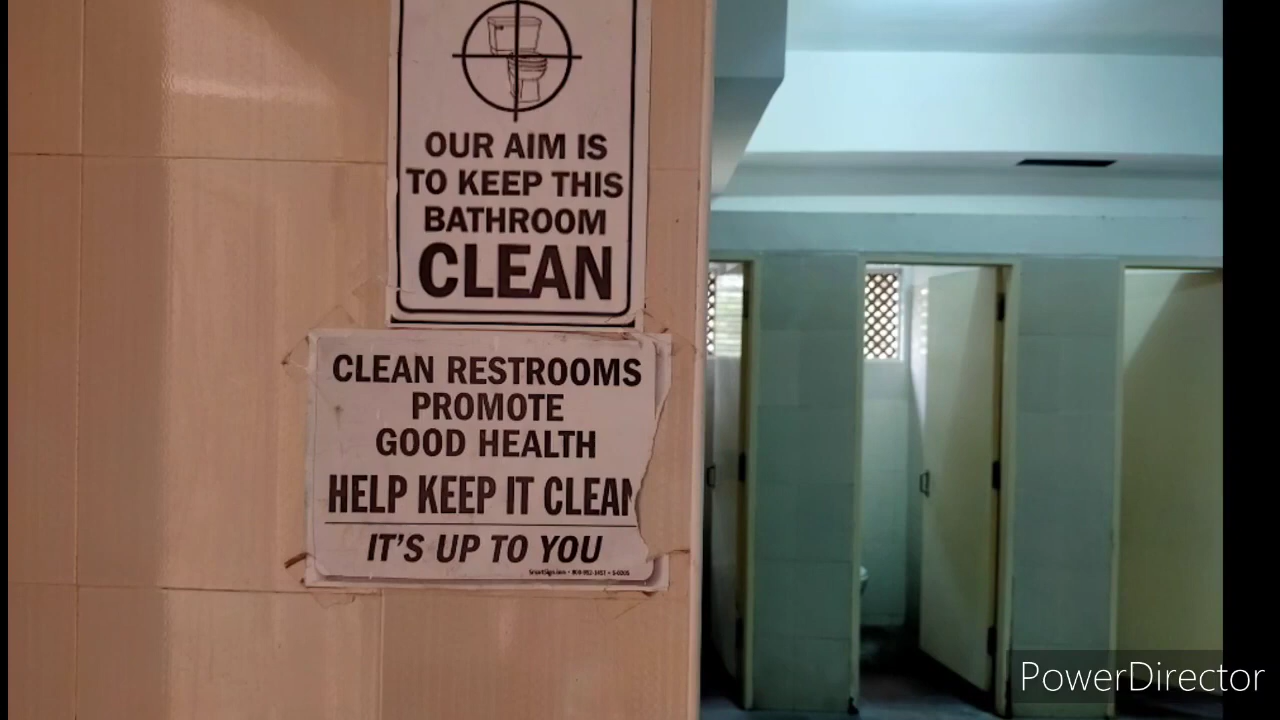 OUR AIM IS
TO KEEP THIS
BATHROOM
CLEAN
CLEAN RESTROOMS
PROMOTE
GOOD HEALTH
HELP KEEP IT CLEAN
IT'S UP TO YOU
PowerDirector